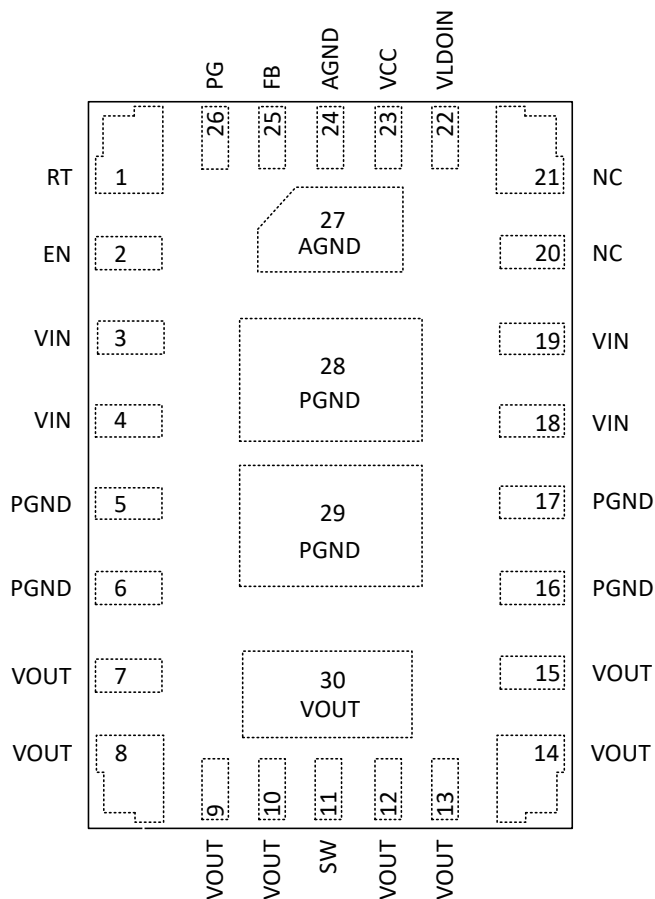 PG
FB
AGND
VCC
VLDOIN
26
25
24
23
22
RT
1
21
NC
27
AGND
EN
2
20
NC
VIN
3
19
VIN
28
PGND
VIN
4
18
VIN
PGND
5
17
PGND
29
PGND
PGND
6
16
PGND
VOUT
7
15
VOUT
30
VOUT
VOUT
8
14
VOUT
9
10
11
12
13
VOUT
VOUT
SW
VOUT
VOUT